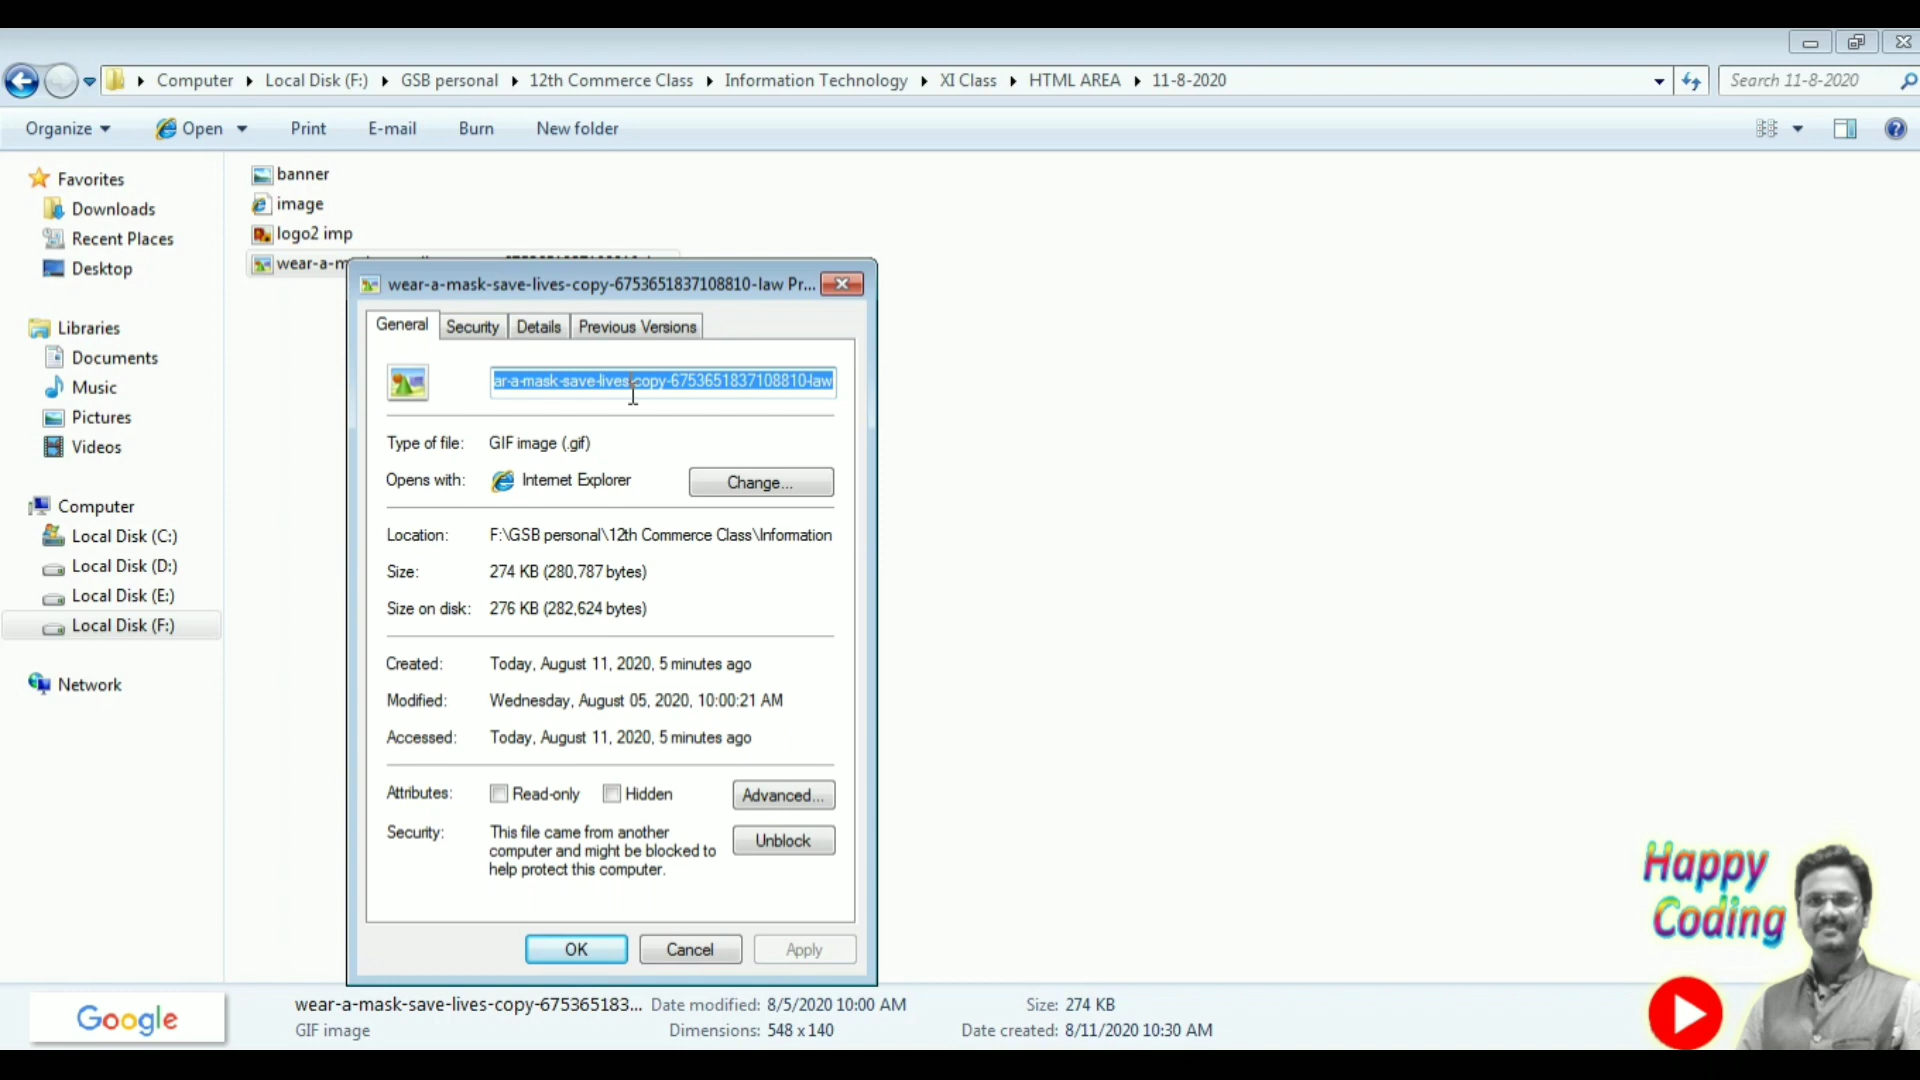 Computer Local Disk (F:) GSB personal 12th Commerce Class Information Technology XI Class HTML AREA 11-8-2020 Search 11-8-2020
Organize Open Print E-mail Burn New folder
Favorites
Downloads
Recent Places
Desktop
Libraries
Documents
Music
Pictures
Videos
Computer
Local Disk (C:)
Local Disk (D:)
Local Disk (E:)
Local Disk (F:)
Network
banner
image
logo2 imp
wear-a-m
wear-a-mask-save-lives-copy-6753651837108810-law Pr...
General Security Details Previous Versions
ar-a-mask-save-lives-copy-6753651837108810-law
Type of file: GIF image (.gif)
Opens with: Internet Explorer Change...
Location: F:\GSB personal\12th Commerce Class\Information
Size: 274 KB (280,787 bytes)
Size on disk: 276 KB (282,624 bytes)
Created: Today, August 11, 2020, 5 minutes ago
Modified: Wednesday, August 05, 2020, 10:00:21 AM
Accessed: Today, August 11, 2020, 5 minutes ago
Attributes: Read-only Hidden Advanced...
Security: This file came from another
computer and might be blocked to
help protect this computer.
Unblock
OK Cancel Apply
Happy
Coding
Google
wear-a-mask-save-lives-copy-675365183... Date modified: 8/5/2020 10:00 AM Size: 274 KB
GIF image Dimensions: 548 x 140 Date created: 8/11/2020 10:30 AM